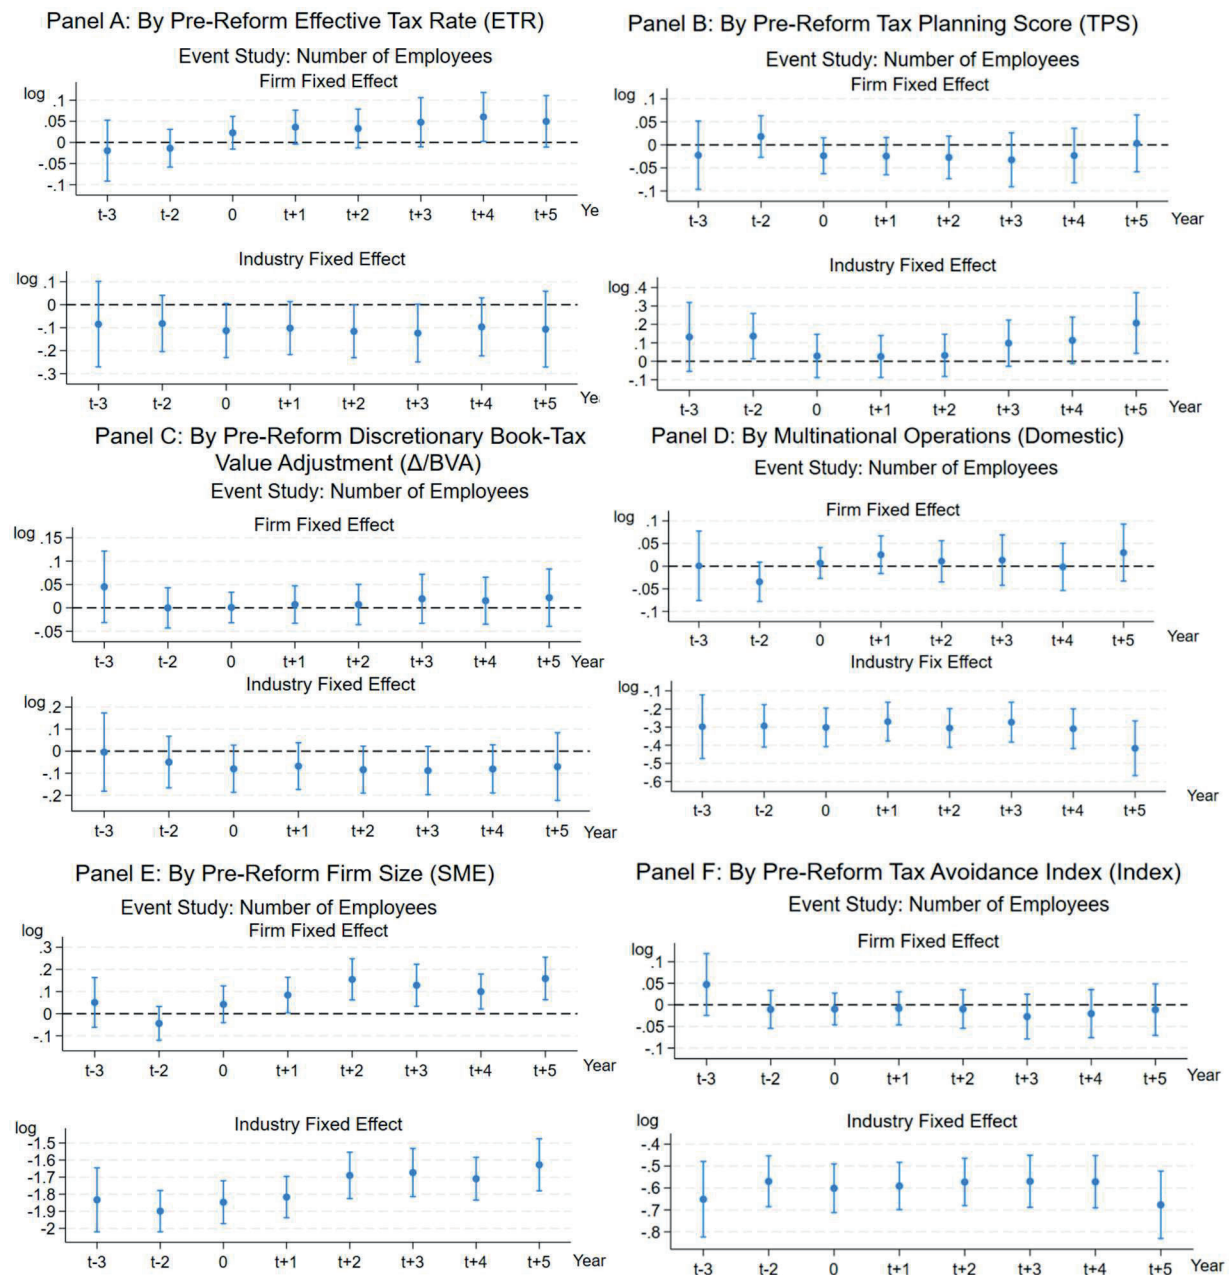 Panel A: By Pre-Reform Effective Tax Rate (ETR)
Event Study: Number of Employees
Firm Fixed Effect
log
.1
.05
0
-.05
-.1
t-3 t-2 0 t+1 t+2 t+3 t+4 t+5 Ye
Industry Fixed Effect
log
.1
0
-.1
-.2
-.3
t-3 t-2 0 t+1 t+2 t+3 t+4 t+5 Ye
Panel B: By Pre-Reform Tax Planning Score (TPS)
Event Study: Number of Employees
Firm Fixed Effect
log
.1
.05
0
-.05
-.1
t-3 t-2 0 t+1 t+2 t+3 t+4 t+5 Year
Industry Fixed Effect
log
.4
.3
.2
.1
0
-.1
t-3 t-2 0 t+1 t+2 t+3 t+4 t+5 Year
Panel C: By Pre-Reform Discretionary Book-Tax
Value Adjustment (Δ/BVA)
Event Study: Number of Employees
Firm Fixed Effect
log
.15
.1
.05
0
-.05
t-3 t-2 0 t+1 t+2 t+3 t+4 t+5 Year
Industry Fixed Effect
log
.2
.1
0
-.1
-.2
t-3 t-2 0 t+1 t+2 t+3 t+4 t+5 Year
Panel D: By Multinational Operations (Domestic)
Event Study: Number of Employees
Firm Fixed Effect
log
.1
.05
0
-.05
-.1
t-3 t-2 0 t+1 t+2 t+3 t+4 t+5 Year
Industry Fix Effect
log
-.1
-.2
-.3
-.4
-.5
-.6
t-3 t-2 0 t+1 t+2 t+3 t+4 t+5 Year
Panel E: By Pre-Reform Firm Size (SME)
Event Study: Number of Employees
Firm Fixed Effect
log
.3
.2
.1
0
-.1
t-3 t-2 0 t+1 t+2 t+3 t+4 t+5 Year
Industry Fixed Effect
log
-1.5
-1.6
-1.7
-1.8
-1.9
-2
t-3 t-2 0 t+1 t+2 t+3 t+4 t+5 Year
Panel F: By Pre-Reform Tax Avoidance Index (Index)
Event Study: Number of Employees
Firm Fixed Effect
log
.1
.05
0
-.05
-.1
t-3 t-2 0 t+1 t+2 t+3 t+4 t+5 Year
Industry Fixed Effect
log
-.4
-.5
-.6
-.7
-.8
t-3 t-2 0 t+1 t+2 t+3 t+4 t+5 Year